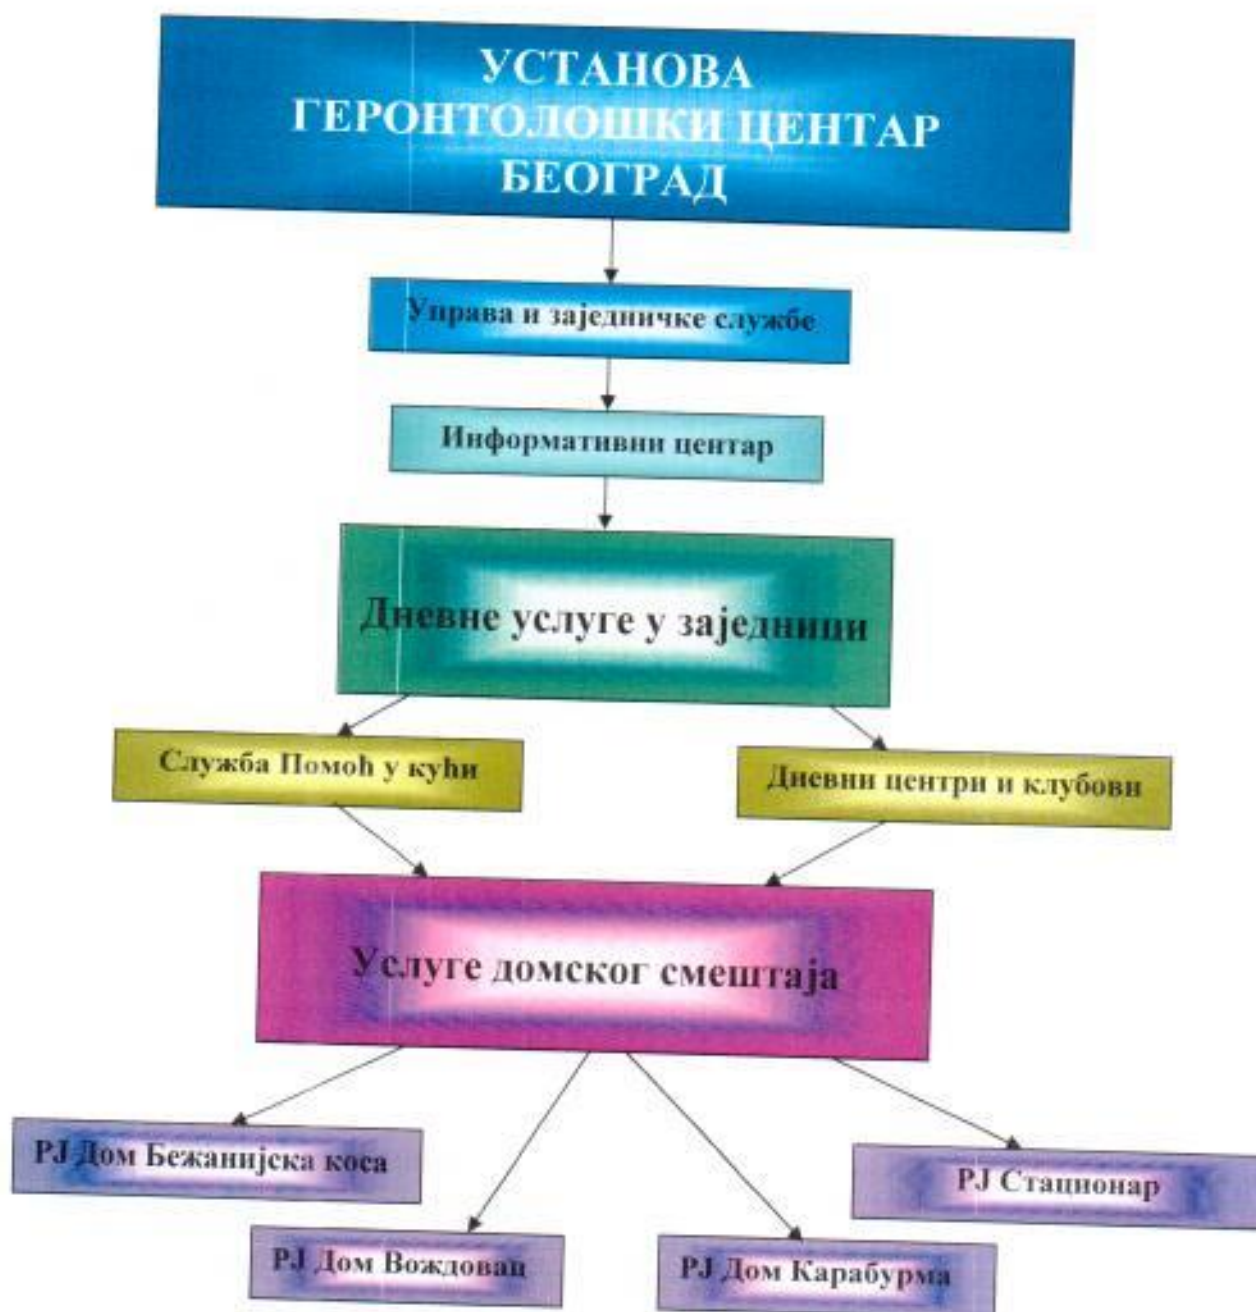 УСТАНОВА
ГЕРОНТОЛОШКИ ЦЕНТАР
БЕОГРАД
Управа и заједничке службе
Информативни центар
Дневне услуге у заједници
Служба Помоћ у кући
Дневни центри и клубови
Услуге домског смештаја
РЈ Дом Бежанијска коса
РЈ Стационар
РЈ Дом Вождовац
РЈ Дом Карабурма